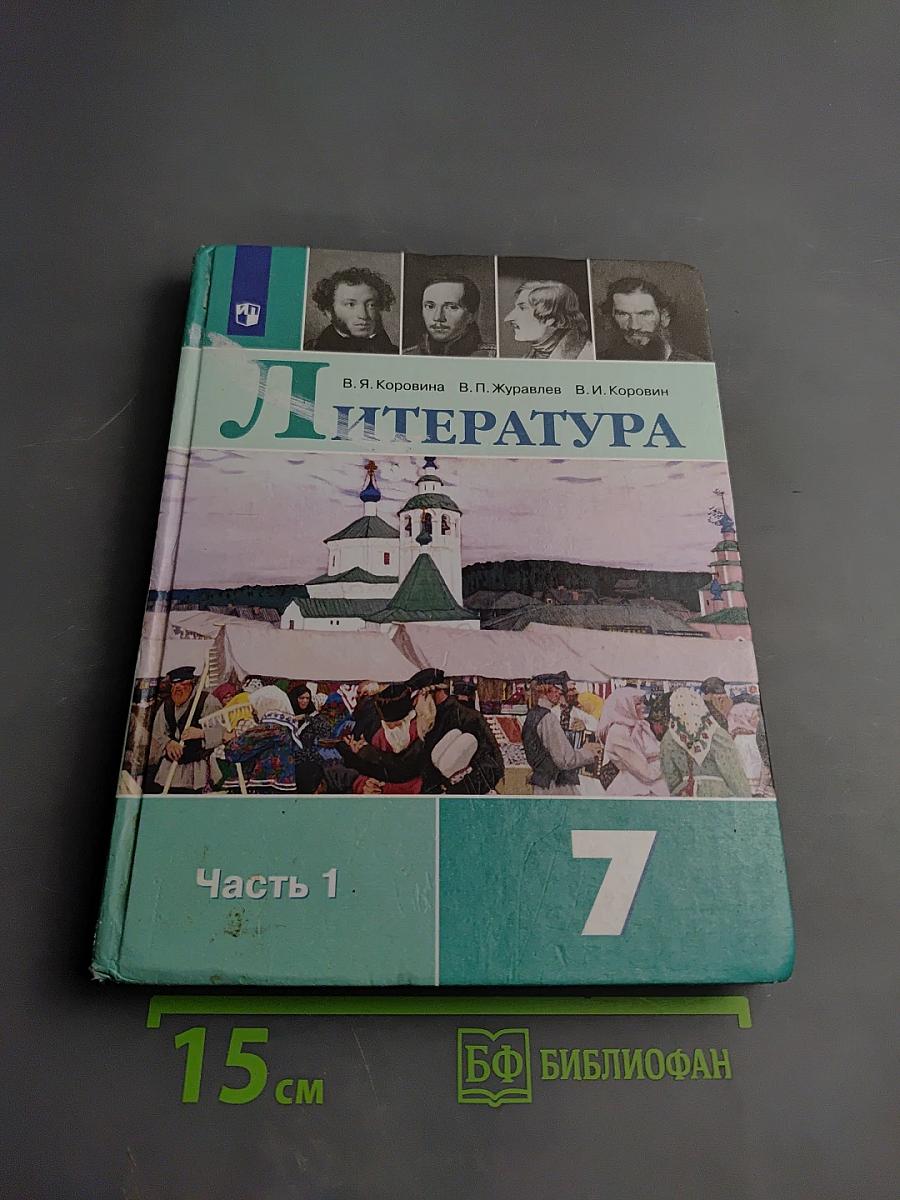 В. Я. Коровина В. П. Журавлев В. И. Коровин
ЛИТЕРАТУРА
Часть 1
7
15 см
БФ БИБЛИОФАН